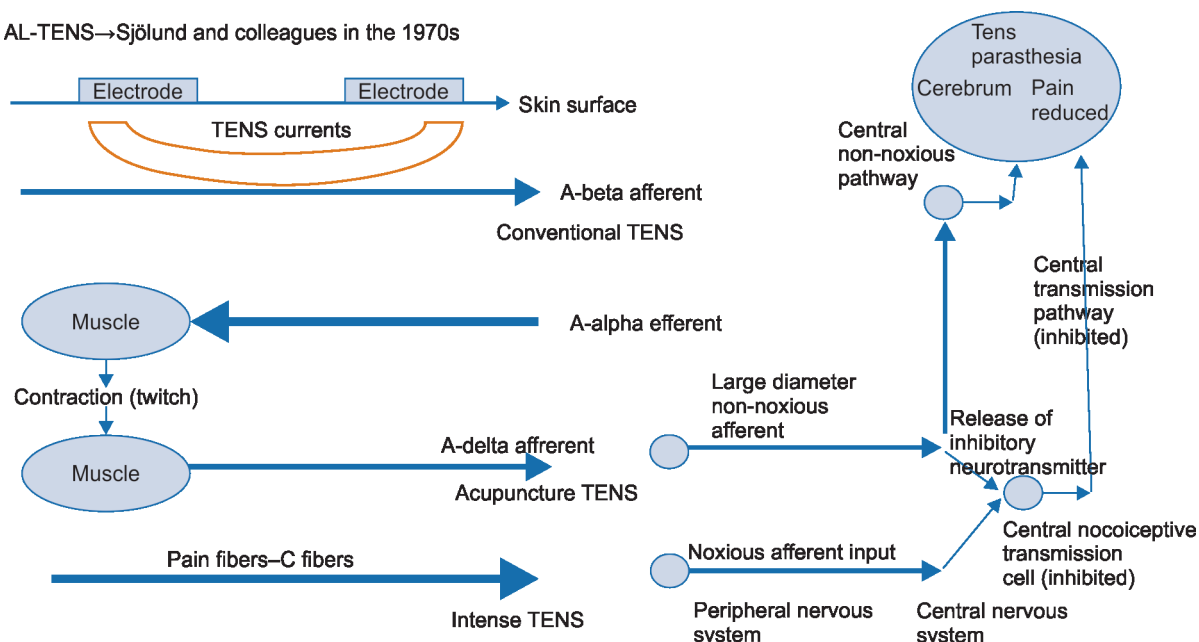 AL-TENS→Sjölund and colleagues in the 1970s
Electrode
Electrode
Skin surface
TENS currents
A-beta afferent
Conventional TENS
Muscle
A-alpha efferent
Contraction (twitch)
Muscle
A-delta affrerent
Acupuncture TENS
Pain fibers–C fibers
Intense TENS
Tens
parasthesia
Cerebrum
Pain
reduced
Central
non-noxious
pathway
Central
transmission
pathway
(inhibited)
Large diameter
non-noxious
afferent
Release of
inhibitory
neurotransmitter
Noxious afferent input
Central nocoiceptive
transmission
cell (inhibited)
Peripheral nervous
system
Central nervous
system